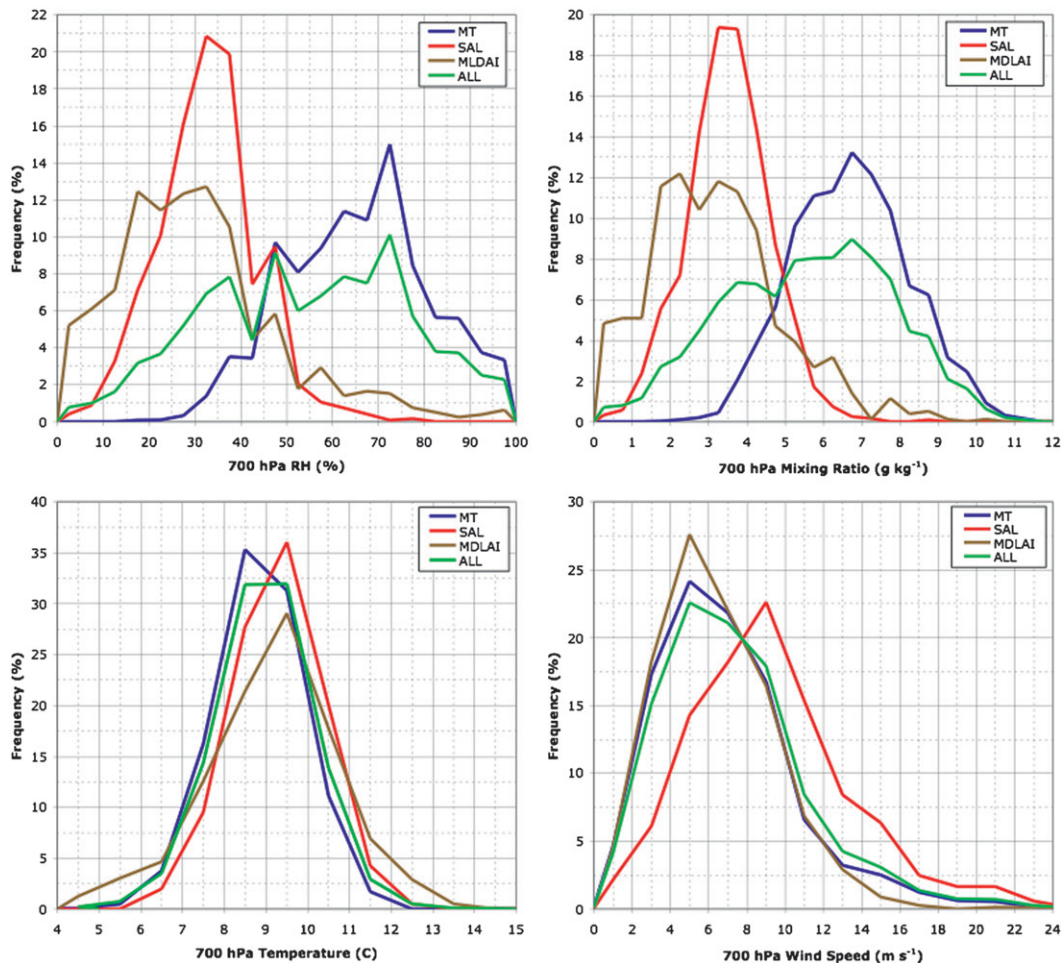 22
20
18
16
14
12
10
8
6
4
2
0
Frequency (%)
MT
SAL
MLDAI
ALL
0 10 20 30 40 50 60 70 80 90 100
700 hPa RH (%)
20
18
16
14
12
10
8
6
4
2
0
Frequency (%)
MT
SAL
MDLAI
ALL
0 1 2 3 4 5 6 7 8 9 10 11 12
700 hPa Mixing Ratio (g kg⁻¹)
40
35
30
25
20
15
10
5
0
Frequency (%)
MT
SAL
MDLAI
ALL
4 5 6 7 8 9 10 11 12 13 14 15
700 hPa Temperature (C)
30
25
20
15
10
5
0
Frequency (%)
MT
SAL
MDLAI
ALL
0 2 4 6 8 10 12 14 16 18 20 22 24
700 hPa Wind Speed (m s⁻¹)